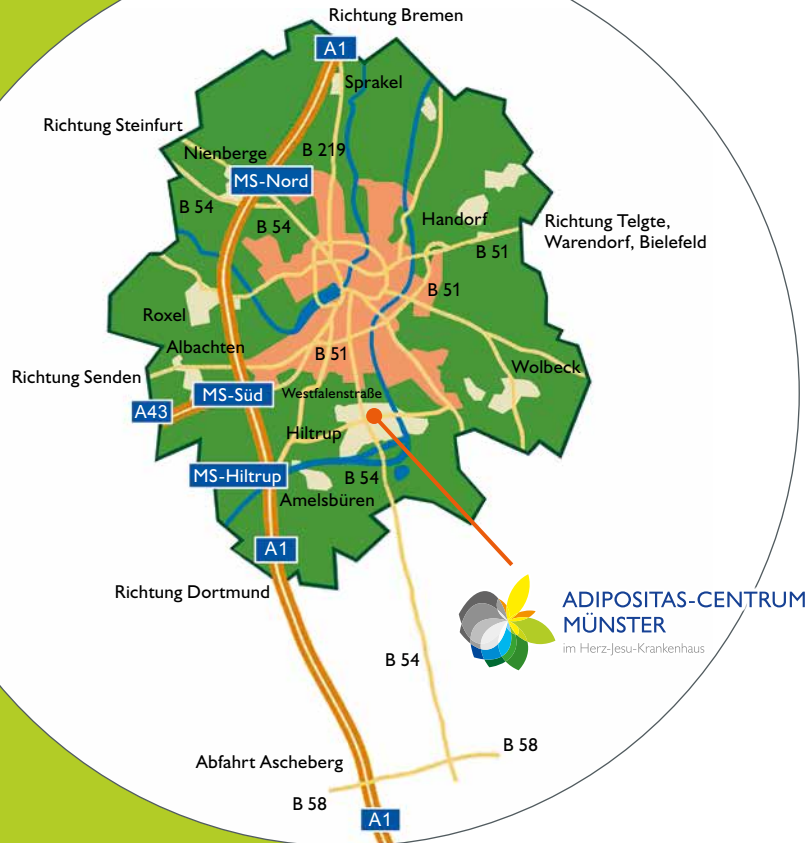 Richtung Bremen
A1
Sprakel
Richtung Steinfurt
B 219
Nienberge
MS-Nord
B 54
B 54
Handorf
Richtung Telgte,
Warendorf, Bielefeld
B 51
B 51
Roxel
Albachten
B 51
Wolbeck
Richtung Senden
MS-Süd
Westfalenstraße
A43
Hiltrup
MS-Hiltrup
B 54
Amelsbüren
A1
Richtung Dortmund
ADIPOSITAS-CENTRUM
MÜNSTER
im Herz-Jesu-Krankenhaus
B 54
B 58
Abfahrt Ascheberg
B 58
A1